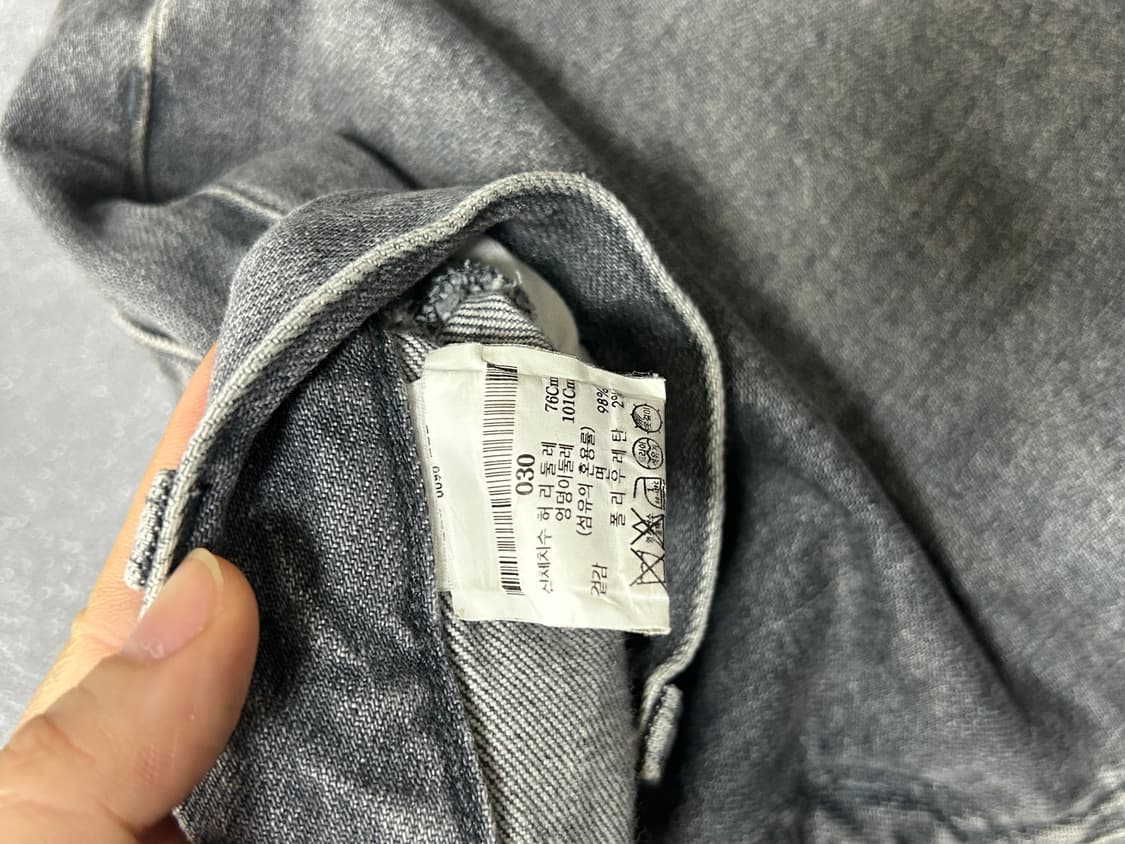 030
신체치수 허 리 둘 레 76Cm
엉덩이둘레 101Cm
(섬유의 혼용률)
겉감 면 98%
폴 리 우 레 탄 2%